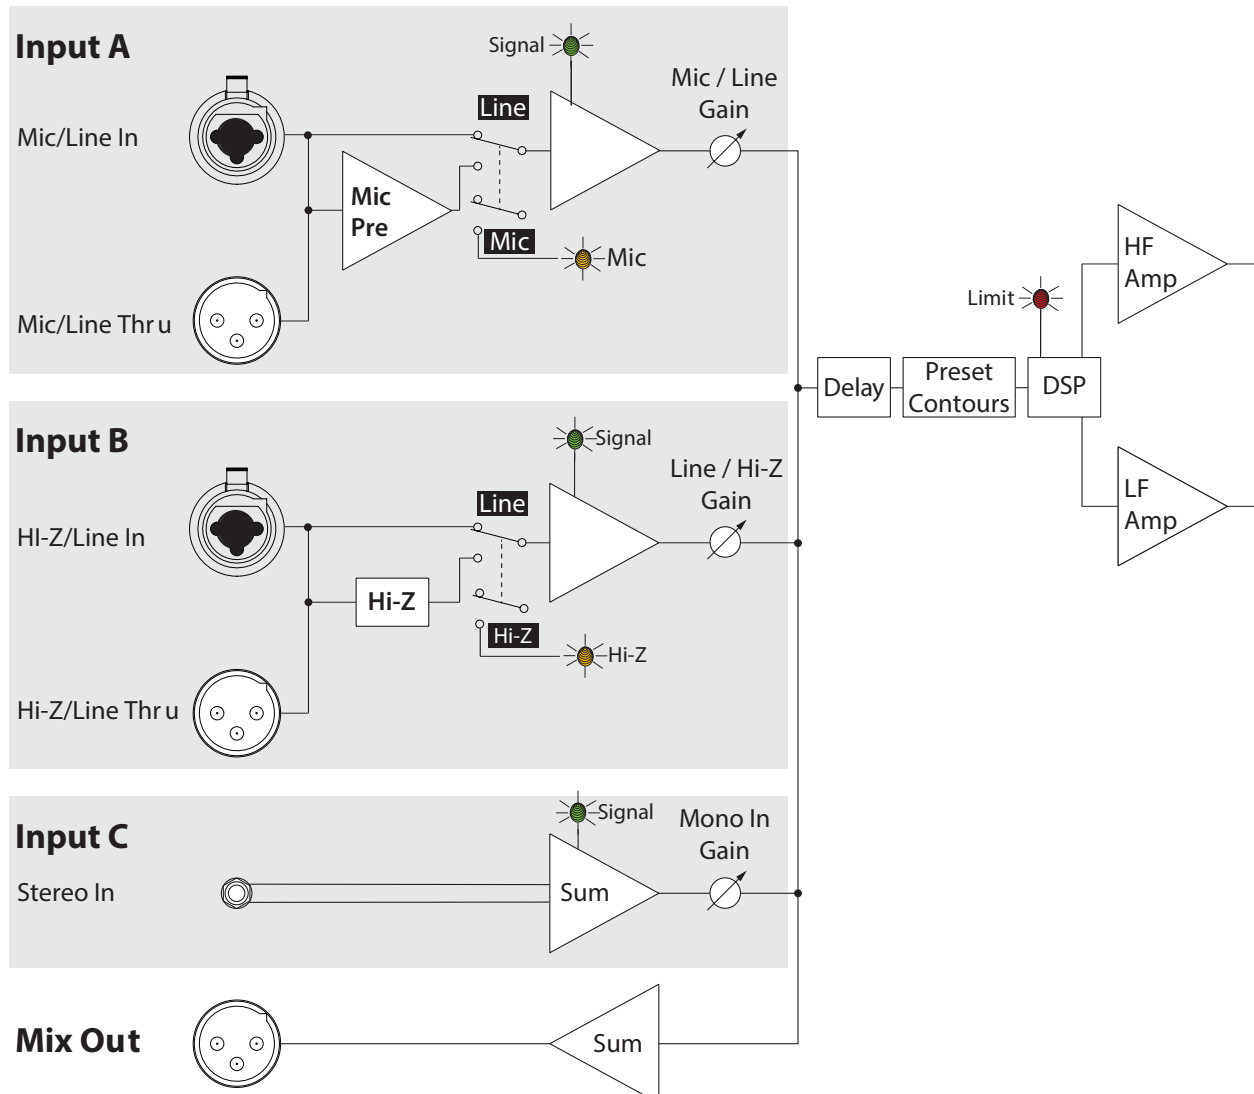 Input A
Signal
Mic / Line
Gain
Line
Mic/Line In
Mic
Pre
Mic
Mic
Mic/Line Thru
HF
Amp
Limit
Delay
Preset
Contours
DSP
Input B
Signal
Line / Hi-Z
Gain
Line
LF
Amp
HI-Z/Line In
Hi-Z
Hi-Z
Hi-Z
Hi-Z/Line Thru
Input C
Signal
Mono In
Gain
Stereo In
Sum
Mix Out
Sum